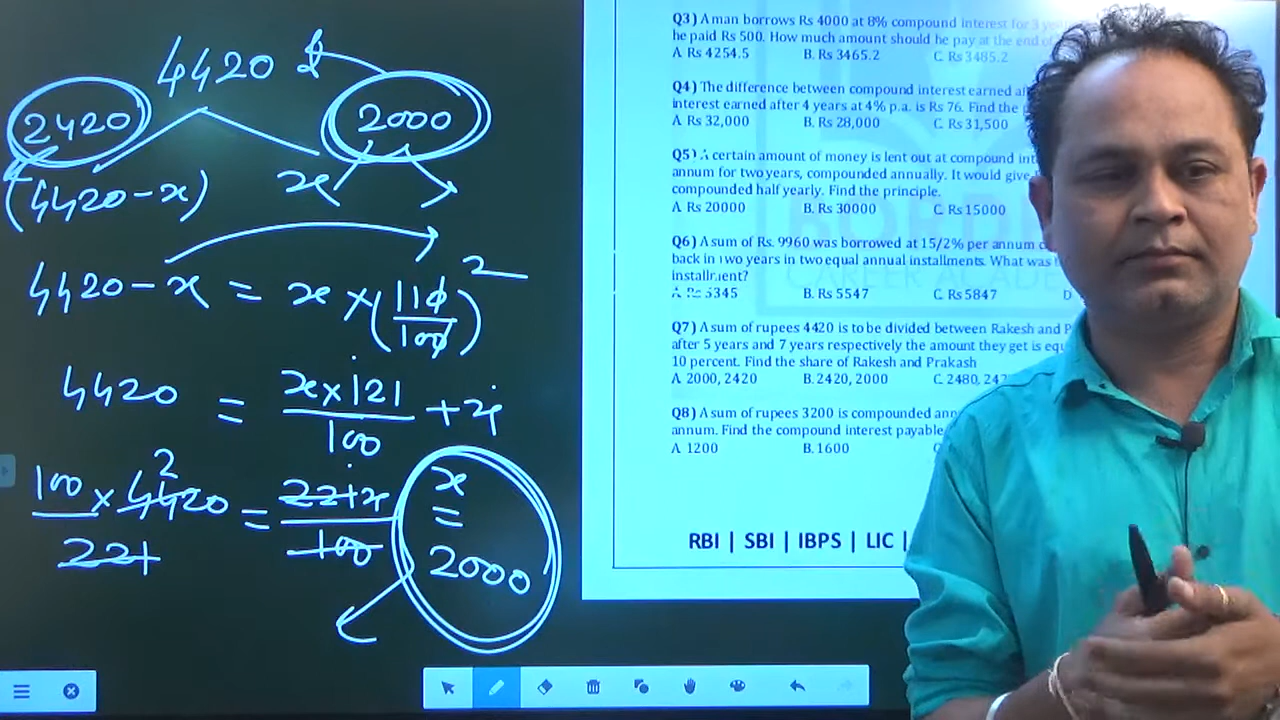 4420
2420
2000
(4420-x)
x
4420-x = x×(110/100)²
4420 = x×121/100 + x
100/221 × 4420 = 221x/100
2
x
=
2000
Q3) A man borrows Rs 4000 at 8% compound interest for 3
he paid Rs 500. How much amount should he pay at the end of
A Rs 4254.5 B. Rs 3465.2 C. Rs 3485.2
Q4) The difference between compound interest earned
interest earned after 4 years at 4% p.a. is Rs 76. Find the
A Rs 32,000 B. Rs 28,000 C. Rs 31,500
Q5) A certain amount of money is lent out at compound
annum for two years, compounded annually. It would give
compounded half yearly. Find the principle.
A Rs 20000 B. Rs 30000 C. Rs 15000
Q6) A sum of Rs. 9960 was borrowed at 15/2% per annum
back in two years in two equal annual installments. What was
installment?
A. Rs 5345 B. Rs 5547 C. Rs 5847 D
Q7) A sum of rupees 4420 is to be divided between Rakesh and P
after 5 years and 7 years respectively the amount they get is
10 percent. Find the share of Rakesh and Prakash
A 2000, 2420 B. 2420, 2000 C. 2480, 247
Q8) A sum of rupees 3200 is compounded
annum. Find the compound interest payable
A 1200 B. 1600
CAREER
RBI | SBI | IBPS | LIC |